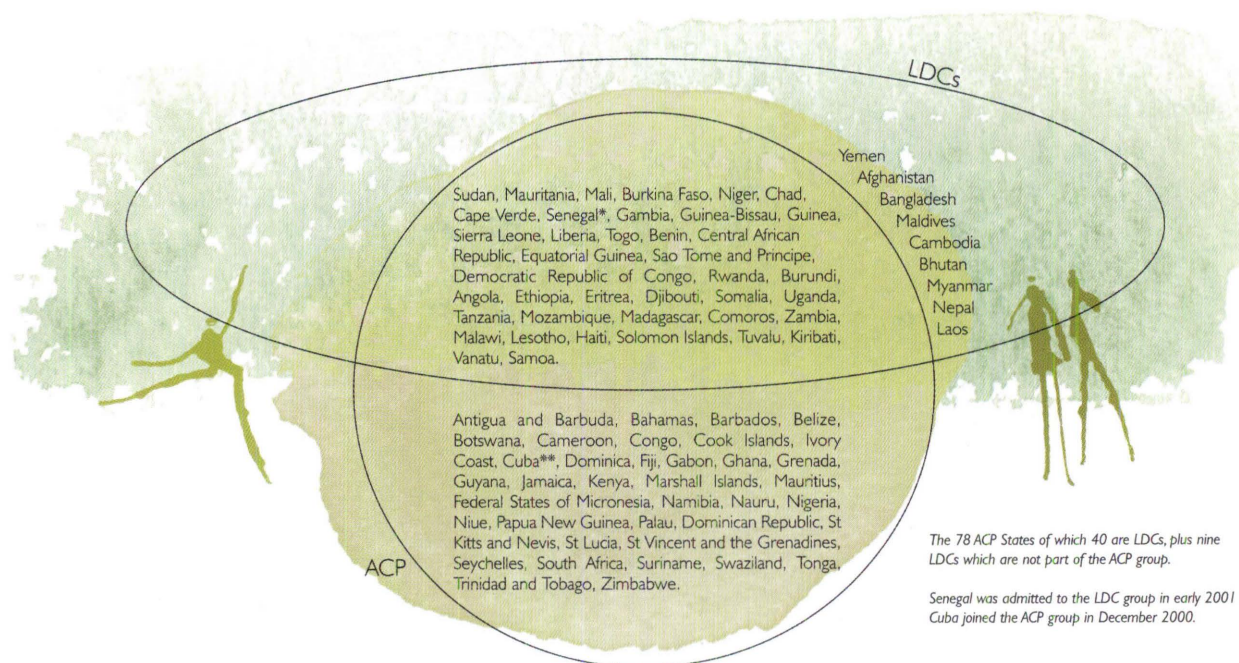 LDCs
Yemen
Afghanistan
Bangladesh
Maldives
Cambodia
Bhutan
Myanmar
Nepal
Laos
Sudan, Mauritania, Mali, Burkina Faso, Niger, Chad,
Cape Verde, Senegal*, Gambia, Guinea-Bissau, Guinea,
Sierra Leone, Liberia, Togo, Benin, Central African
Republic, Equatorial Guinea, Sao Tome and Principe,
Democratic Republic of Congo, Rwanda, Burundi,
Angola, Ethiopia, Eritrea, Djibouti, Somalia, Uganda,
Tanzania, Mozambique, Madagascar, Comoros, Zambia,
Malawi, Lesotho, Haiti, Solomon Islands, Tuvalu, Kiribati,
Vanatu, Samoa.
Antigua and Barbuda, Bahamas, Barbados, Belize,
Botswana, Cameroon, Congo, Cook Islands, Ivory
Coast, Cuba**, Dominica, Fiji, Gabon, Ghana, Grenada,
Guyana, Jamaica, Kenya, Marshall Islands, Mauritius,
Federal States of Micronesia, Namibia, Nauru, Nigeria,
Niue, Papua New Guinea, Palau, Dominican Republic, St
Kitts and Nevis, St Lucia, St Vincent and the Grenadines,
Seychelles, South Africa, Suriname, Swaziland, Tonga,
Trinidad and Tobago, Zimbabwe.
ACP
The 78 ACP States of which 40 are LDCs, plus nine
LDCs which are not part of the ACP group.
Senegal was admitted to the LDC group in early 2001
Cuba joined the ACP group in December 2000.